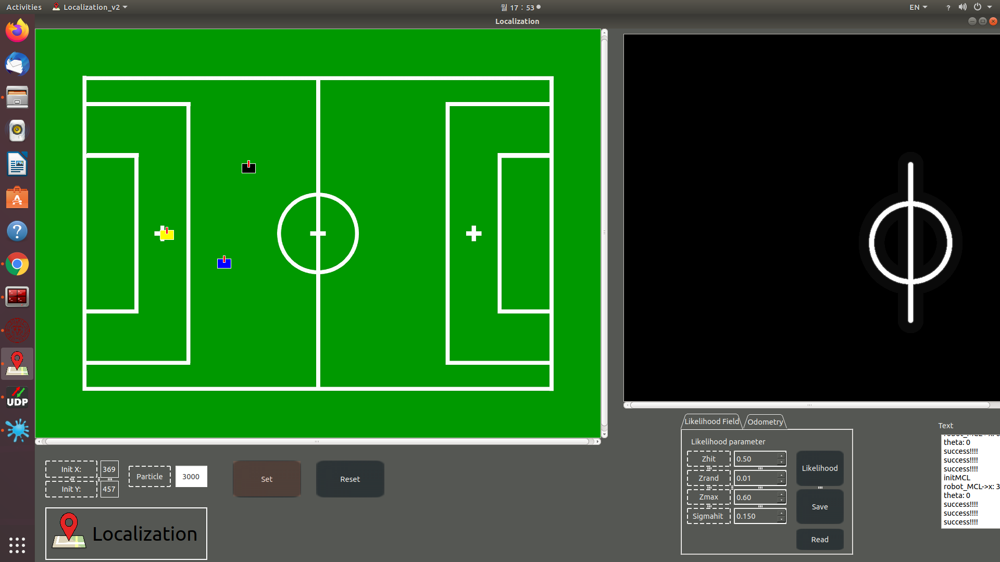 Activities
Localization_v2
월 17 : 53
EN
Localization
UDP
Init X:
369
Init Y:
457
Particle
3000
Set
Reset
Localization
Likelihood Field
Odometry
Likelihood parameter
Zhit
0.50
Zrand
0.01
Zmax
0.60
Sigmahit
0.150
Likelihood
Save
Read
Text
theta: 0
success!!!!
success!!!!
success!!!!
initMCL
robot_MCL->x: 3
theta: 0
success!!!!
success!!!!
success!!!!